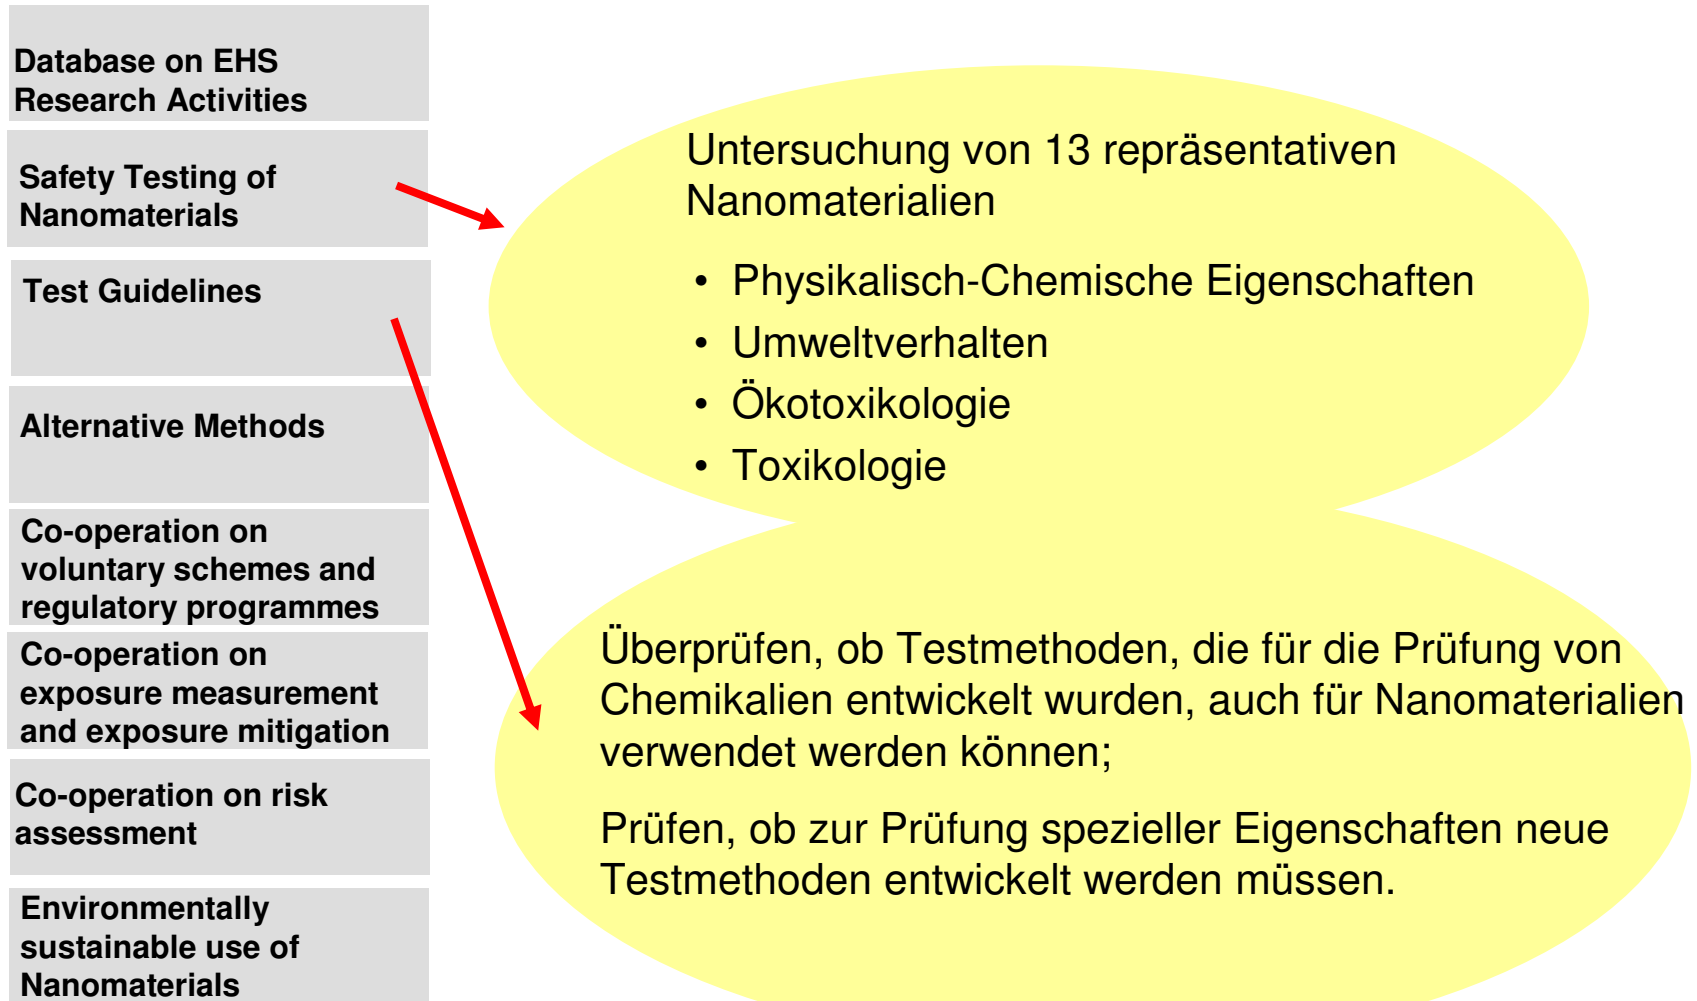 Database on EHS
Research Activities
Safety Testing of
Nanomaterials
Test Guidelines
Alternative Methods
Co-operation on
voluntary schemes and
regulatory programmes
Co-operation on
exposure measurement
and exposure mitigation
Co-operation on risk
assessment
Environmentally
sustainable use of
Nanomaterials
Untersuchung von 13 repräsentativen
Nanomaterialien
• Physikalisch-Chemische Eigenschaften
• Umweltverhalten
• Ökotoxikologie
• Toxikologie
Überprüfen, ob Testmethoden, die für die Prüfung von
Chemikalien entwickelt wurden, auch für Nanomaterialien
verwendet werden können;
Prüfen, ob zur Prüfung spezieller Eigenschaften neue
Testmethoden entwickelt werden müssen.